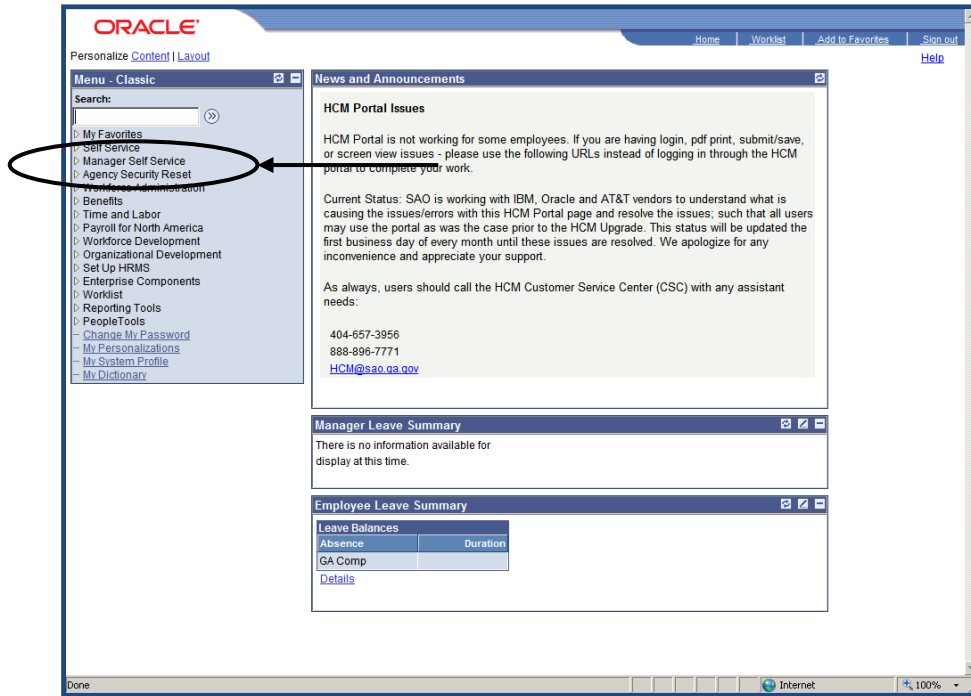 ORACLE
Home Worklist Add to Favorites Sign out
Personalize Content | Layout
Help
Menu - Classic
Search:
My Favorites
Self Service
Manager Self Service
Agency Security Reset
Workforce Administration
Benefits
Time and Labor
Payroll for North America
Workforce Development
Organizational Development
Set Up HRMS
Enterprise Components
Worklist
Reporting Tools
PeopleTools
Change My Password
My Personalizations
My System Profile
My Dictionary
News and Announcements
HCM Portal Issues
HCM Portal is not working for some employees. If you are having login, pdf print, submit/save,
or screen view issues - please use the following URLs instead of logging in through the HCM
portal to complete your work.
Current Status: SAO is working with IBM, Oracle and AT&T vendors to understand what is
causing the issues/errors with this HCM Portal page and resolve the issues; such that all users
may use the portal as was the case prior to the HCM Upgrade. This status will be updated the
first business day of every month until these issues are resolved. We apologize for any
inconvenience and appreciate your support.
As always, users should call the HCM Customer Service Center (CSC) with any assistant
needs:
404-657-3956
888-896-7771
HCM@sao.ga.gov
Manager Leave Summary
There is no information available for
display at this time.
Employee Leave Summary
Leave Balances
Absence Duration
GA Comp
Details
Done Internet 100%